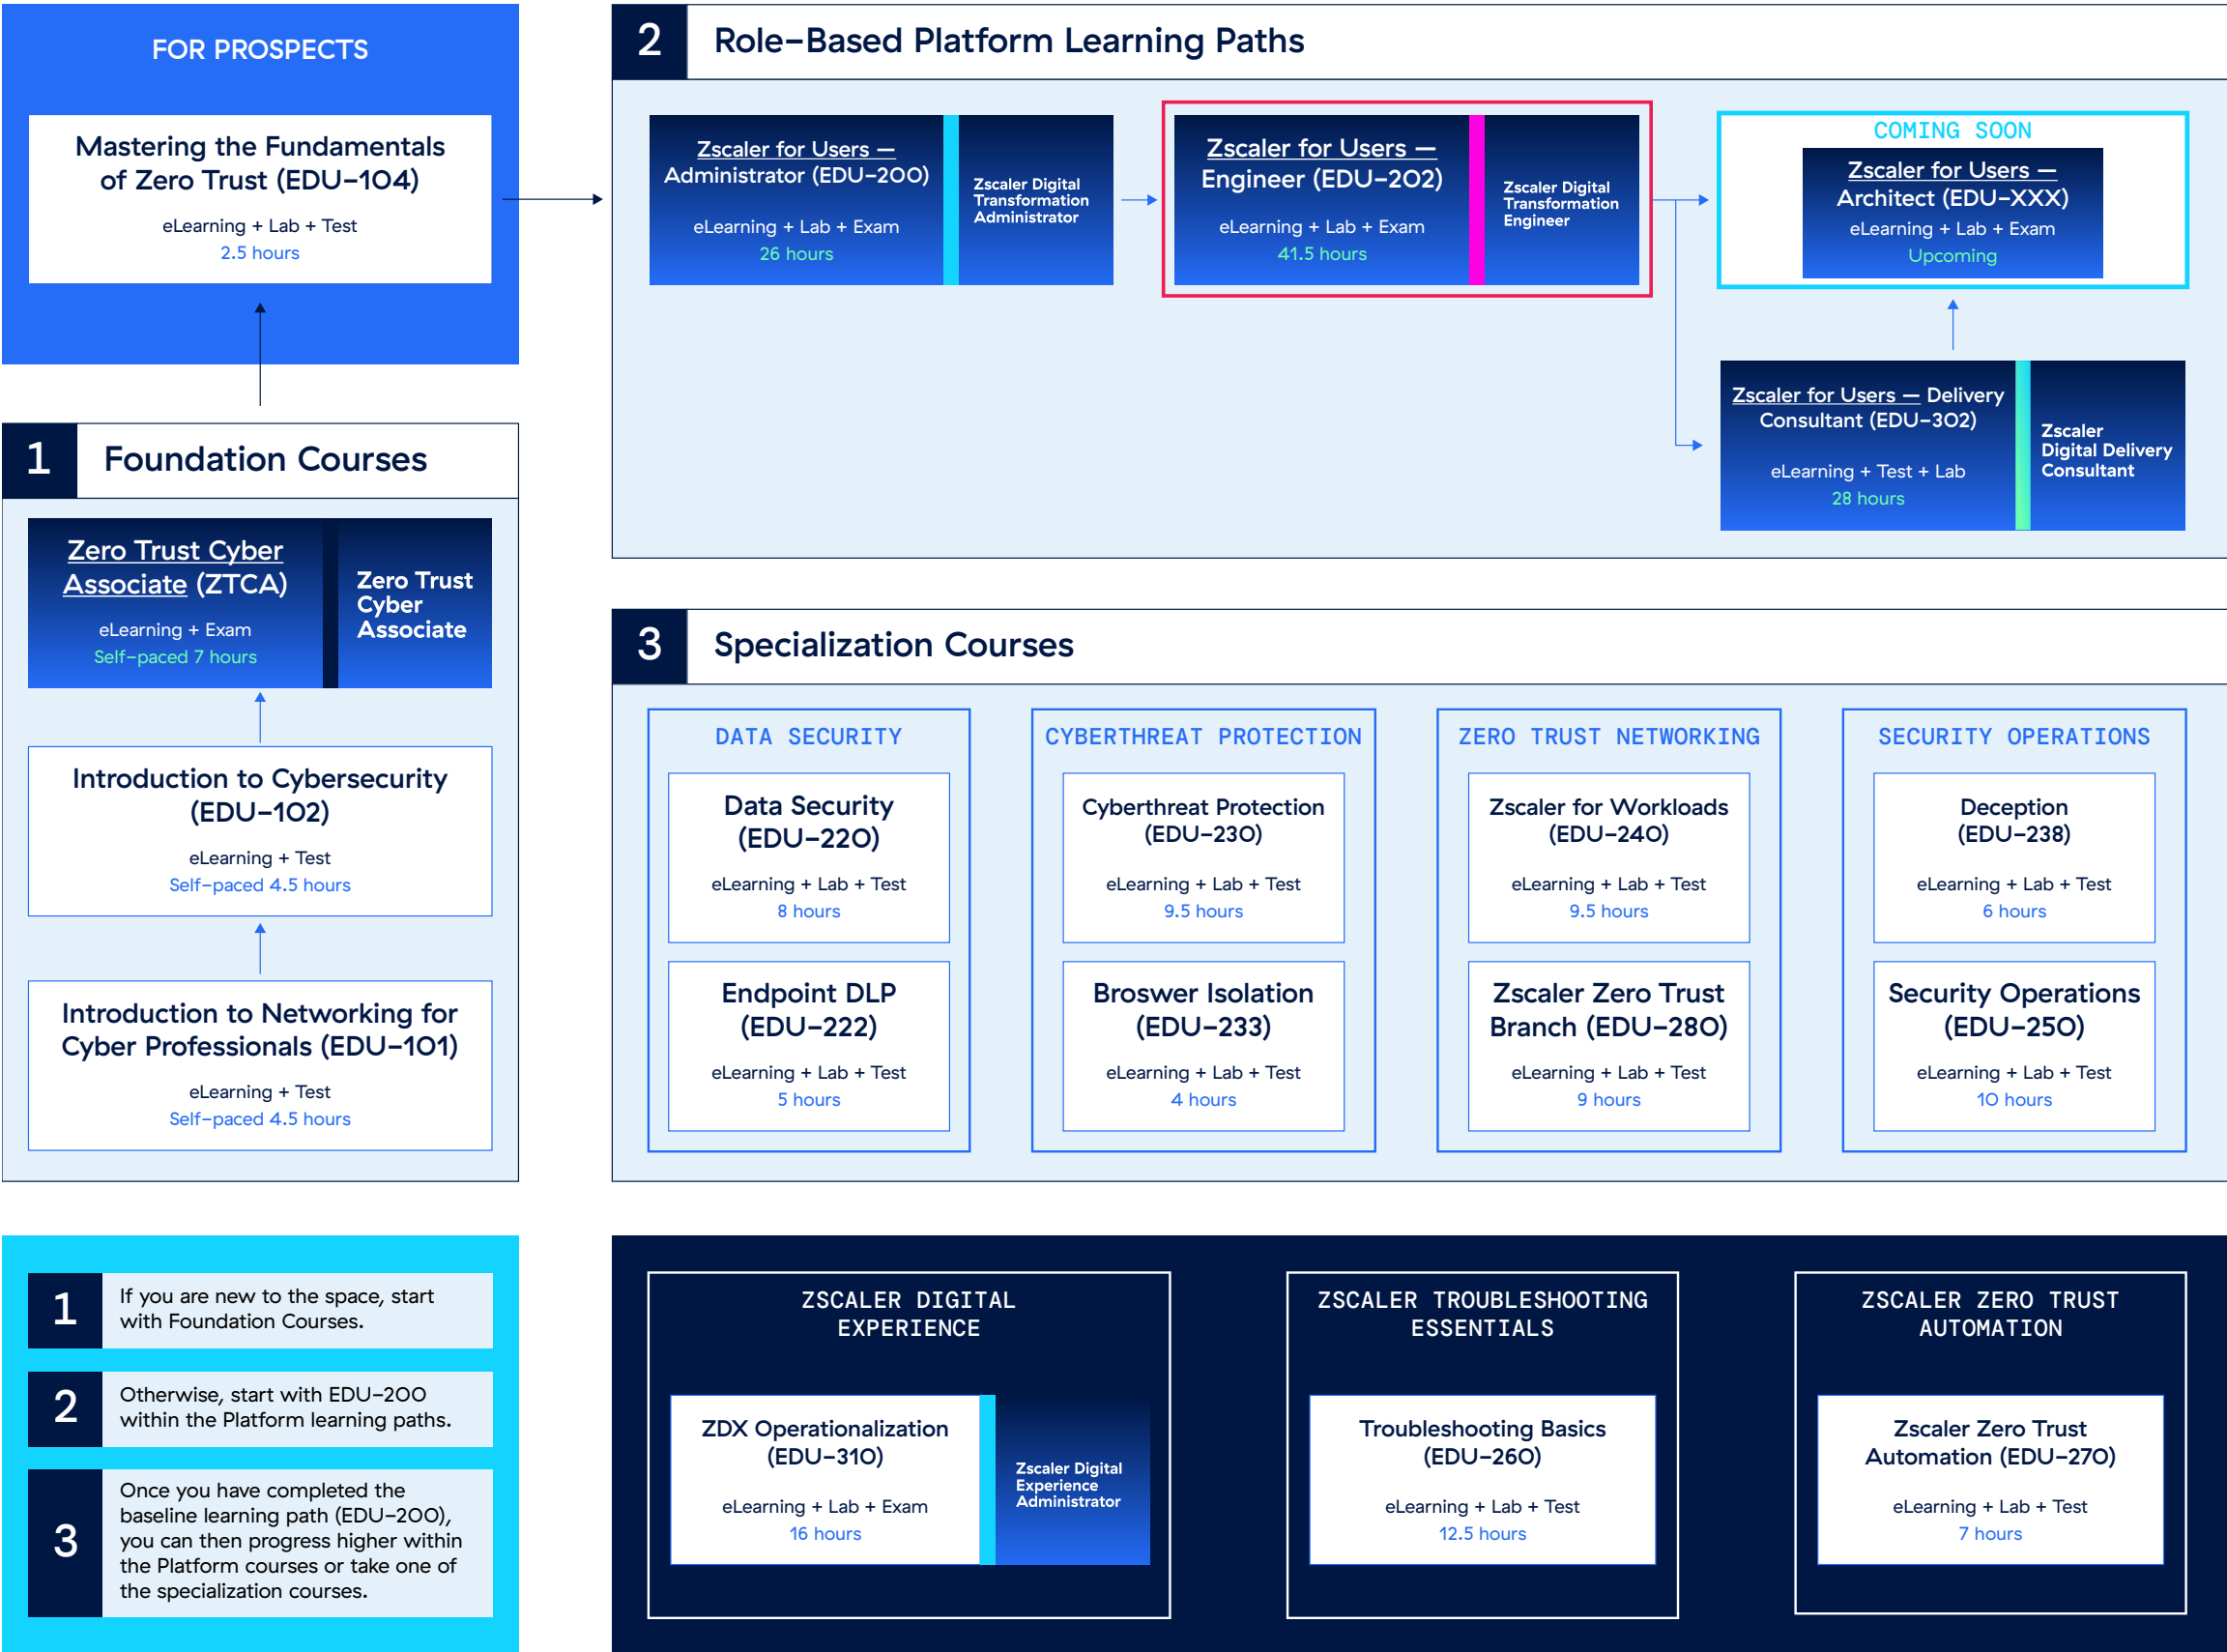 FOR PROSPECTS
Mastering the Fundamentals
of Zero Trust (EDU-104)
eLearning + Lab + Test
2.5 hours
1
Foundation Courses
Zero Trust Cyber
Associate (ZTCA)
eLearning + Exam
Self-paced 7 hours
Zero Trust
Cyber
Associate
Introduction to Cybersecurity
(EDU-102)
eLearning + Test
Self-paced 4.5 hours
Introduction to Networking for
Cyber Professionals (EDU-101)
eLearning + Test
Self-paced 4.5 hours
1
If you are new to the space, start
with Foundation Courses.
2
Otherwise, start with EDU-200
within the Platform learning paths.
3
Once you have completed the
baseline learning path (EDU-200),
you can then progress higher within
the Platform courses or take one of
the specialization courses.
2
Role-Based Platform Learning Paths
Zscaler for Users —
Administrator (EDU-200)
eLearning + Lab + Exam
26 hours
Zscaler Digital
Transformation
Administrator
Zscaler for Users —
Engineer (EDU-202)
eLearning + Lab + Exam
41.5 hours
Zscaler Digital
Transformation
Engineer
COMING SOON
Zscaler for Users —
Architect (EDU-XXX)
eLearning + Lab + Exam
Upcoming
Zscaler for Users — Delivery
Consultant (EDU-302)
eLearning + Test + Lab
28 hours
Zscaler
Digital Delivery
Consultant
3
Specialization Courses
DATA SECURITY
Data Security
(EDU-220)
eLearning + Lab + Test
8 hours
Endpoint DLP
(EDU-222)
eLearning + Lab + Test
5 hours
CYBERTHREAT PROTECTION
Cyberthreat Protection
(EDU-230)
eLearning + Lab + Test
9.5 hours
Broswer Isolation
(EDU-233)
eLearning + Lab + Test
4 hours
ZERO TRUST NETWORKING
Zscaler for Workloads
(EDU-240)
eLearning + Lab + Test
9.5 hours
Zscaler Zero Trust
Branch (EDU-280)
eLearning + Lab + Test
9 hours
SECURITY OPERATIONS
Deception
(EDU-238)
eLearning + Lab + Test
6 hours
Security Operations
(EDU-250)
eLearning + Lab + Test
10 hours
ZSCALER DIGITAL
EXPERIENCE
ZDX Operationalization
(EDU-310)
eLearning + Lab + Exam
16 hours
Zscaler Digital
Experience
Administrator
ZSCALER TROUBLESHOOTING
ESSENTIALS
Troubleshooting Basics
(EDU-260)
eLearning + Lab + Test
12.5 hours
ZSCALER ZERO TRUST
AUTOMATION
Zscaler Zero Trust
Automation (EDU-270)
eLearning + Lab + Test
7 hours